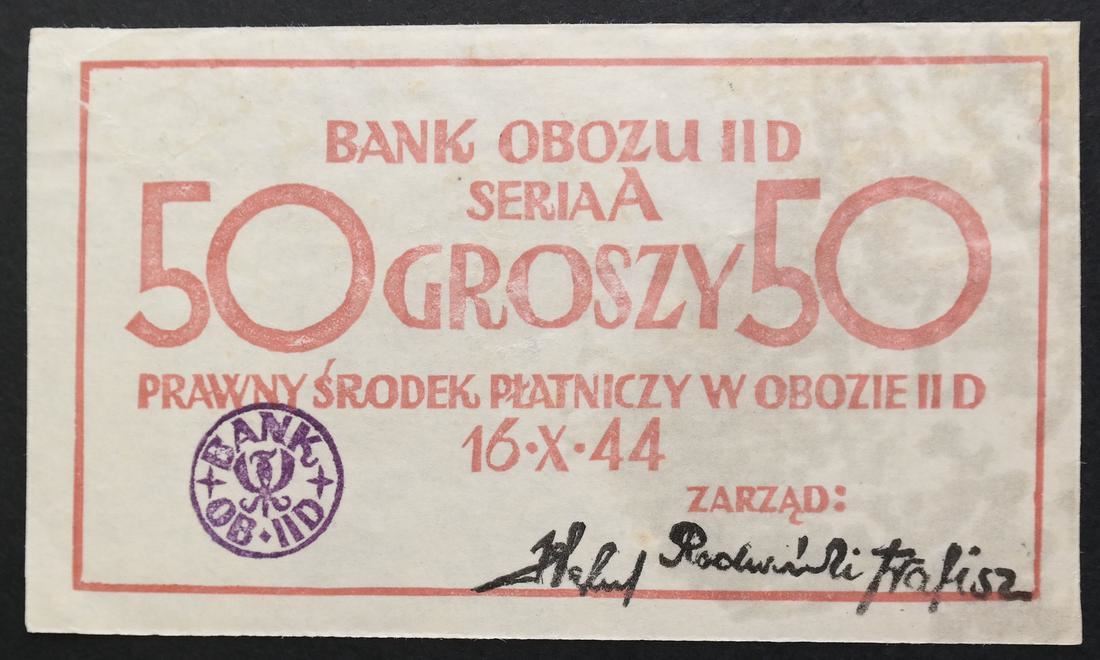 BANK OBOZU II D
SERIA A
50 GROSZY 50
PRAWNY ŚRODEK PŁATNICZY W OBOZIE II D
16·X·44
ZARZĄD:
BANK
OB·IID